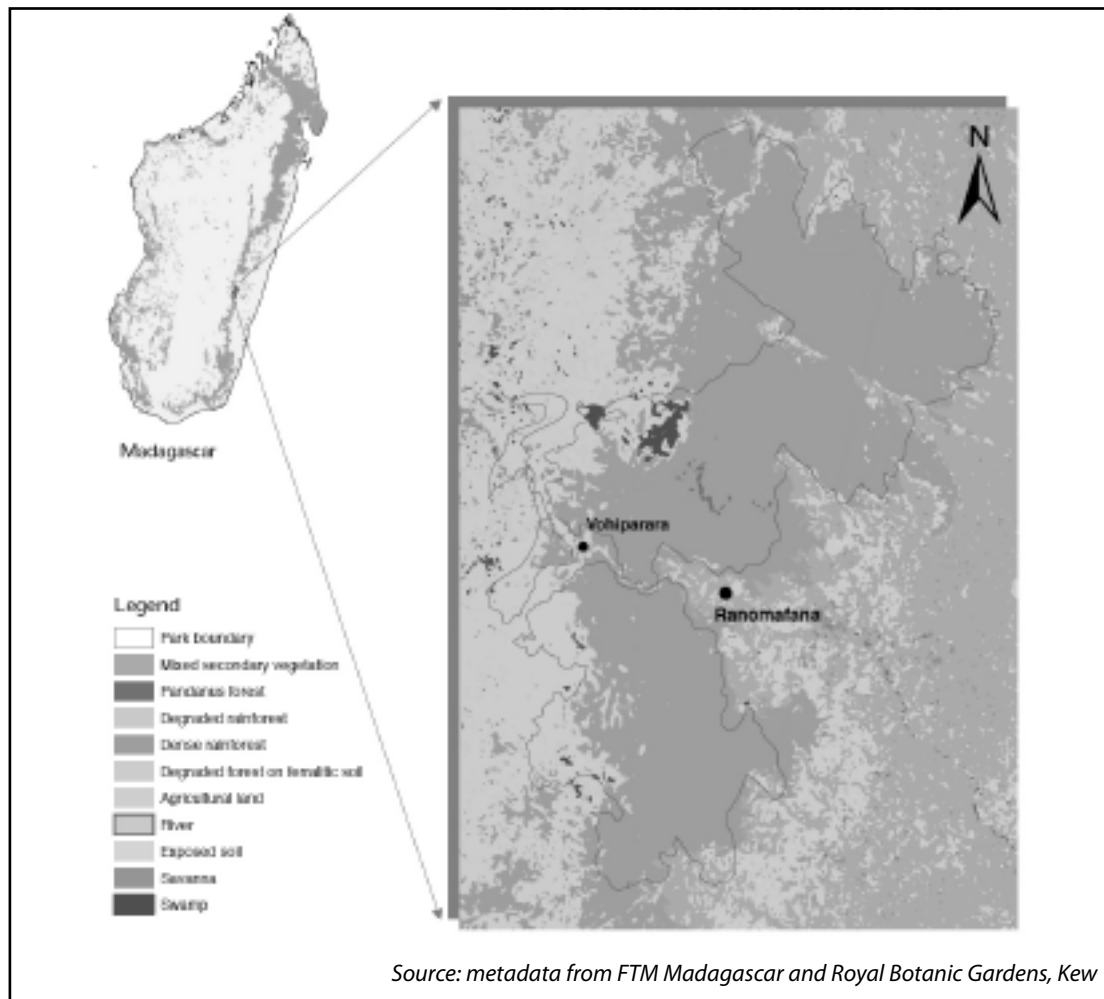 N
Madagascar
Vohiparara
Ranomafana
Legend
Park boundary
Mixed secondary vegetation
Pandanus forest
Degraded rainforest
Dense rainforest
Degraded forest on ferralitic soil
Agricultural land
River
Exposed soil
Savanna
Swamp
Source: metadata from FTM Madagascar and Royal Botanic Gardens, Kew